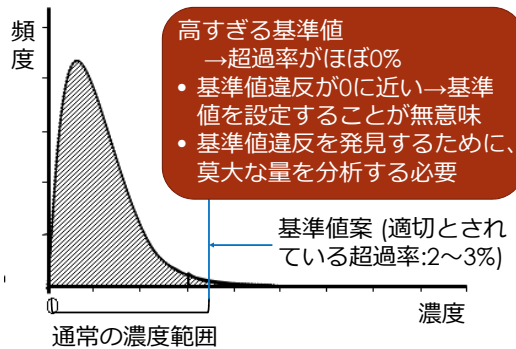 頻
度
高すぎる基準値
→超過率がほぼ0%
• 基準値違反が0に近い→基準
値を設定することが無意味
• 基準値違反を発見するために、
莫大な量を分析する必要
基準値案 (適切とされ
ている超過率:2～3%)
0
濃度
通常の濃度範囲